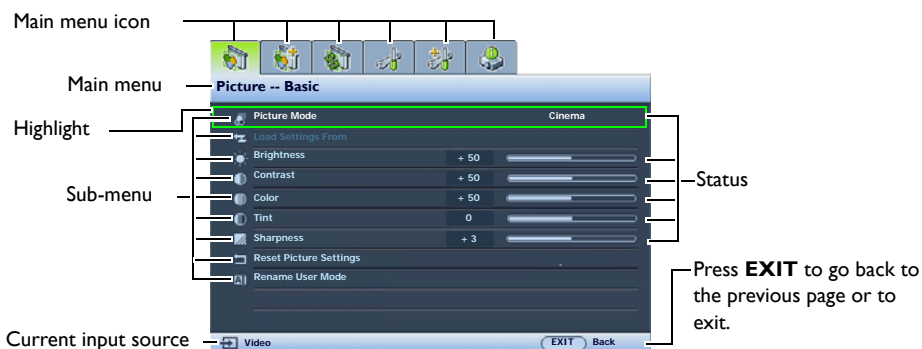 Main menu icon
Main menu
Picture -- Basic
Highlight
Picture Mode Cinema
Load Settings From
Brightness + 50
Contrast + 50
Status
Sub-menu
Color + 50
Tint 0
Sharpness + 3
Reset Picture Settings
Rename User Mode
Press EXIT to go back to
the previous page or to
exit.
Current input source
Video
EXIT Back